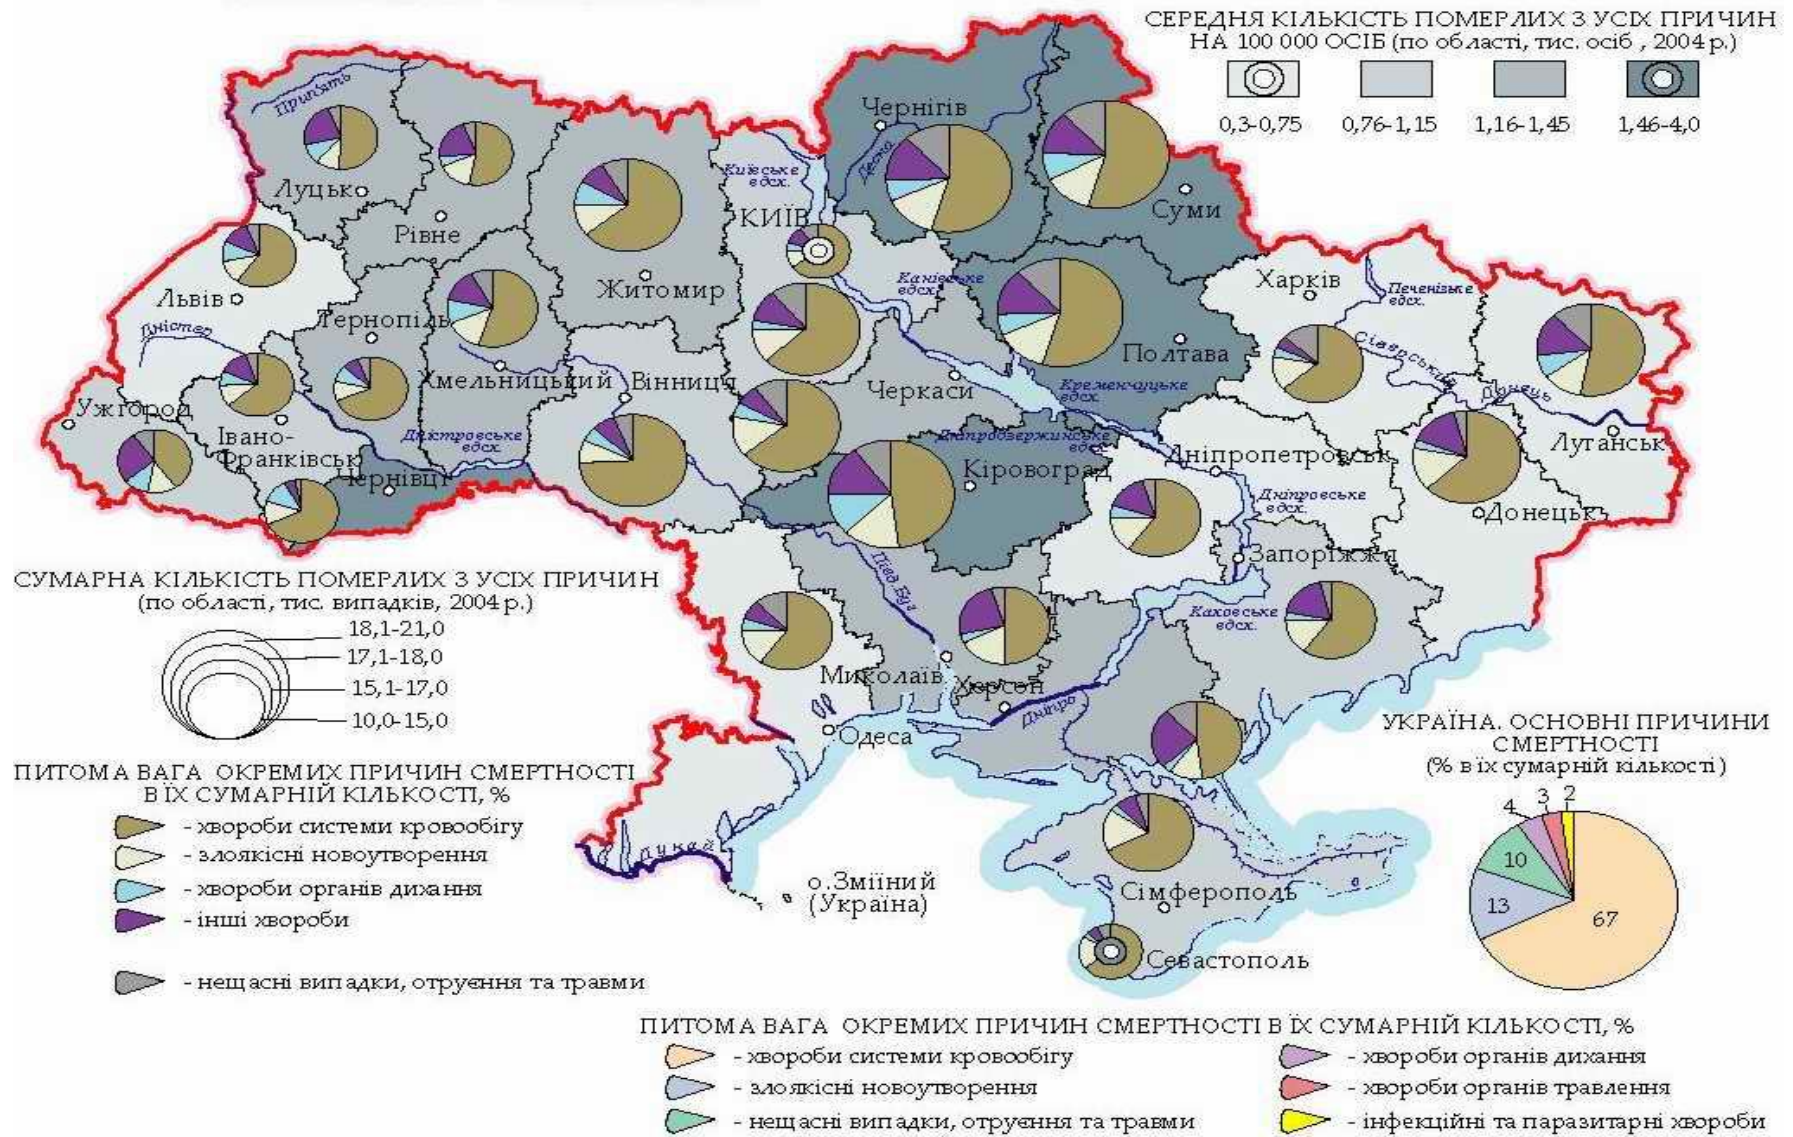 СЕРЕДНЯ КІЛЬКІСТЬ ПОМЕРЛИХ З УСІХ ПРИЧИН
НА 100 000 ОСІБ (по області, тис. осіб , 2004 р.)
0,3-0,75
0,76-1,15
1,16-1,45
1,46-4,0
Прип'ять
Чернігів
Десна
Київське
вдсх.
Луцьк
Суми
КИЇВ
Рівне
Житомир
Канівське
вдсх.
Харків
Печенізьке
вдсх.
Львів
Тернопіль
Дністер
Полтава
Сіверський
Донець
Хмельницький
Вінниця
Черкаси
Кременчуцьке
вдсх.
Ужгород
Івано-
Франківськ
Дністровське
вдсх.
Дніпродзержинське
вдсх.
Луганськ
Чернівці
Кіровоград
Дніпропетровськ
Дніпровське
вдсх.
Донецьк
Запоріжжя
Півд.Буг
Каховське
вдсх.
СУМАРНА КІЛЬКІСТЬ ПОМЕРЛИХ З УСІХ ПРИЧИН
(по області, тис. випадків, 2004 р.)
18,1-21,0
17,1-18,0
15,1-17,0
10,0-15,0
Миколаїв
Херсон
Дніпро
Одеса
Дунай
о.Зміїний
(Україна)
Сімферополь
Севастополь
ПИТОМА ВАГА ОКРЕМИХ ПРИЧИН СМЕРТНОСТІ
В ЇХ СУМАРНІЙ КІЛЬКОСТІ, %
- хвороби системи кровообігу
- злоякісні новоутворення
- хвороби органів дихання
- інші хвороби
- нещасні випадки, отруєння та травми
УКРАЇНА. ОСНОВНІ ПРИЧИНИ
СМЕРТНОСТІ
(% в їх сумарній кількості)
4
3
2
10
13
67
ПИТОМА ВАГА ОКРЕМИХ ПРИЧИН СМЕРТНОСТІ В ЇХ СУМАРНІЙ КІЛЬКОСТІ, %
- хвороби системи кровообігу
- злоякісні новоутворення
- нещасні випадки, отруєння та травми
- хвороби органів дихання
- хвороби органів травлення
- інфекційні та паразитарні хвороби